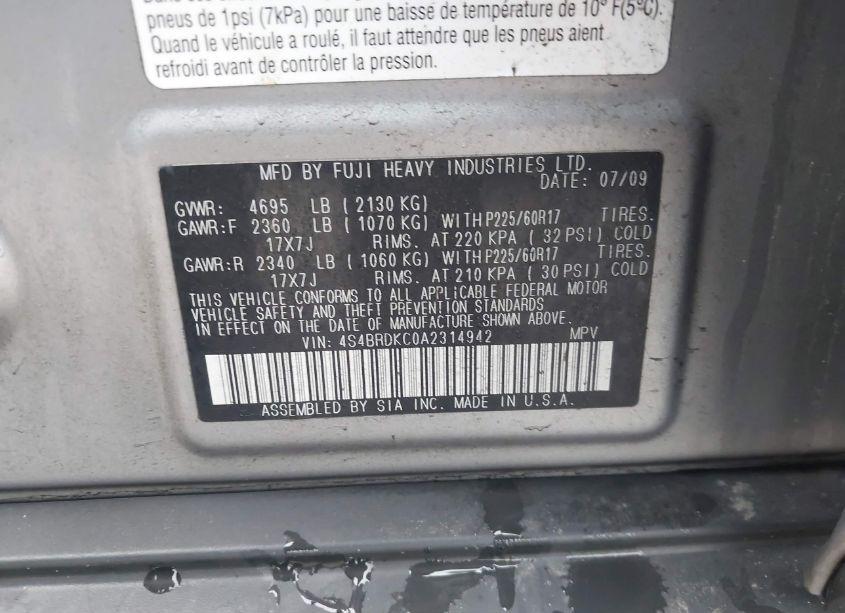 pneus de 1psi (7kPa) pour une baisse de température de 10° F(5°C).
Quand le véhicule a roulé, il faut attendre que les pneus aient
refroidi avant de contrôler la pression.
MFD BY FUJI HEAVY INDUSTRIES LTD.
DATE: 07/09
GVWR: 4695 LB ( 2130 KG)
GAWR:F 2360 LB ( 1070 KG) WITH P225/60R17 TIRES.
17X7J RIMS. AT 220 KPA ( 32 PSI) COLD
GAWR:R 2340 LB ( 1060 KG) WITH P225/60R17 TIRES.
17X7J RIMS. AT 210 KPA ( 30 PSI) COLD
THIS VEHICLE CONFORMS TO ALL APPLICABLE FEDERAL MOTOR
VEHICLE SAFETY AND THEFT PREVENTION STANDARDS
IN EFFECT ON THE DATE OF MANUFACTURE SHOWN ABOVE.
VIN: 4S4BRDKC0A2314942 MPV
ASSEMBLED BY SIA INC. MADE IN U.S.A.